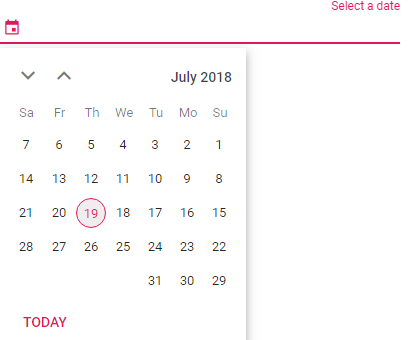 Select a date
July 2018
Sa Fr Th We Tu Mo Su
7 6 5 4 3 2 1
14 13 12 11 10 9 8
21 20 19 18 17 16 15
28 27 26 25 24 23 22
31 30 29
TODAY